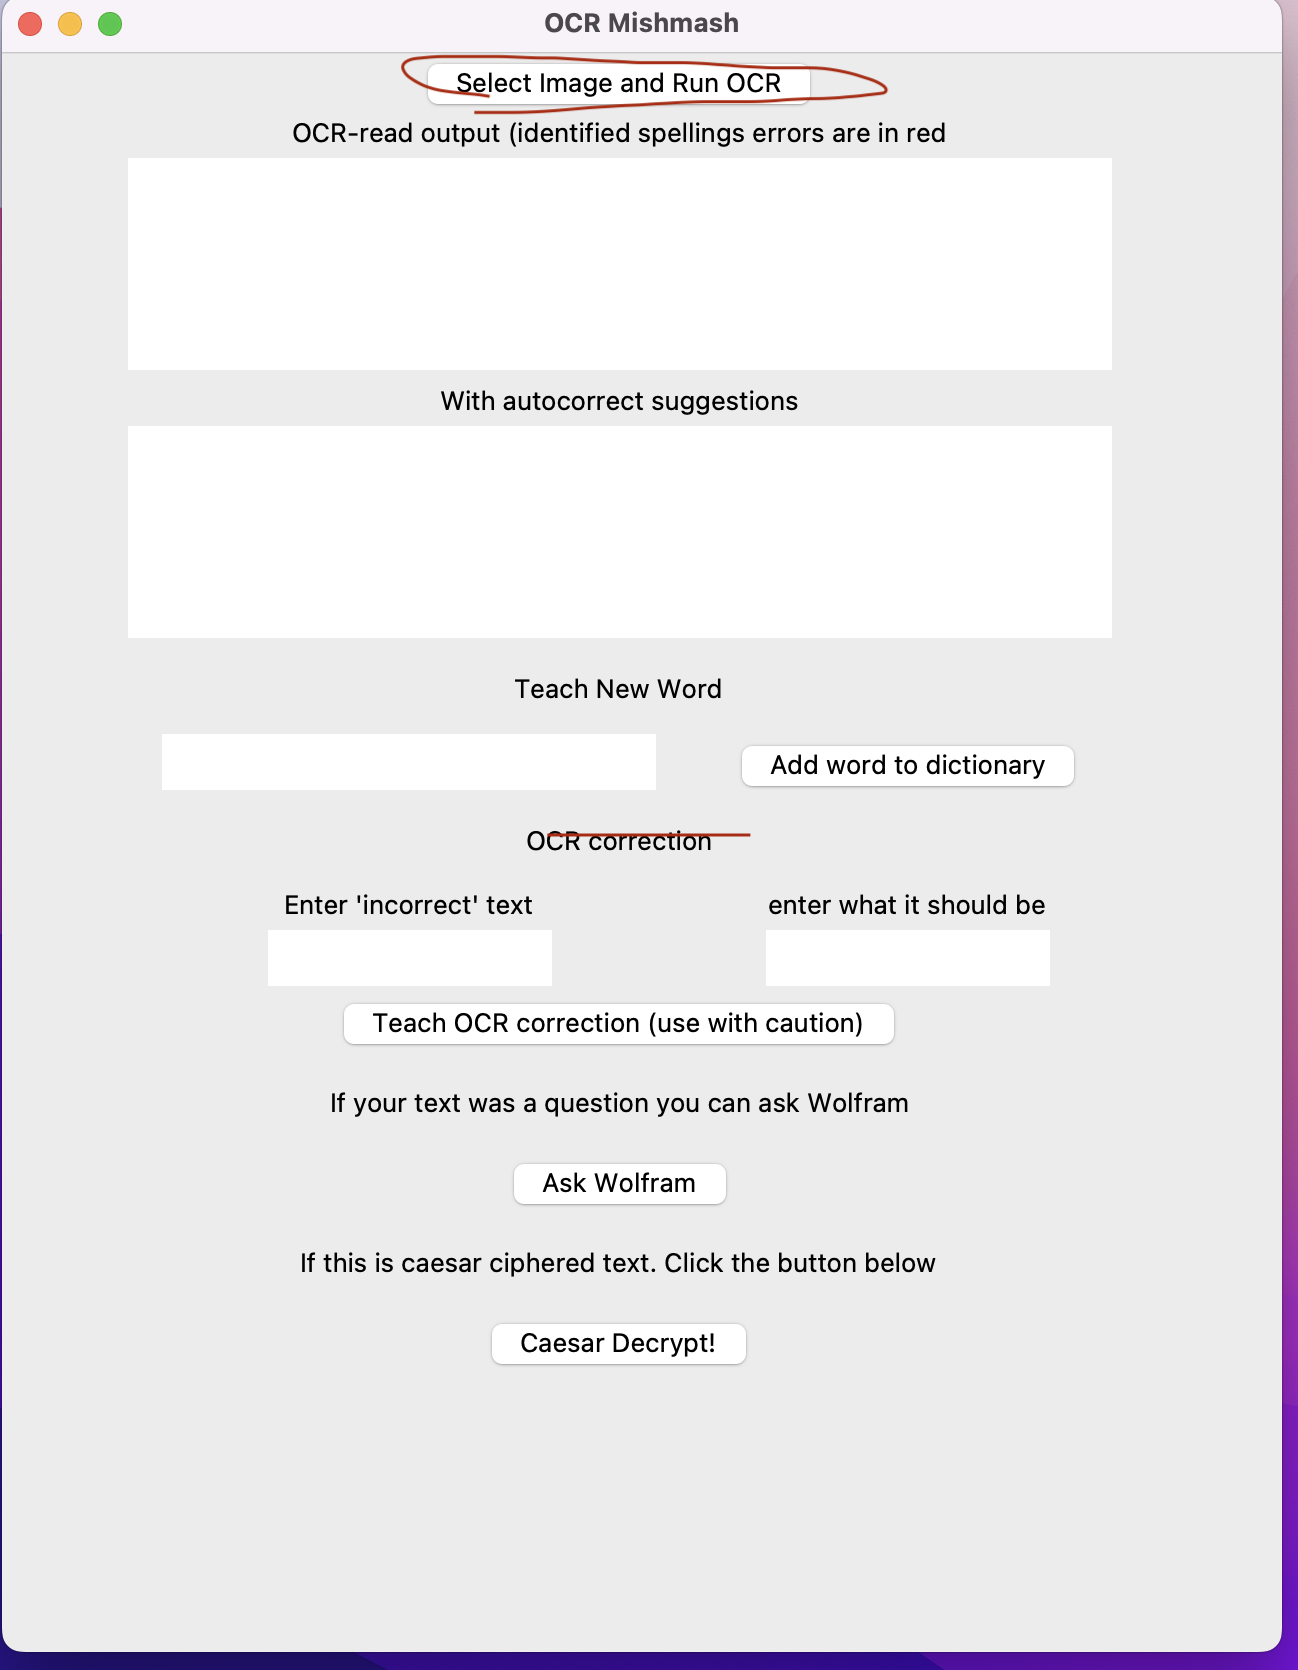 OCR Mishmash
Select Image and Run OCR
OCR-read output (identified spellings errors are in red
With autocorrect suggestions
Teach New Word
Add word to dictionary
OCR correction
Enter 'incorrect' text enter what it should be
Teach OCR correction (use with caution)
If your text was a question you can ask Wolfram
Ask Wolfram
If this is caesar ciphered text. Click the button below
Caesar Decrypt!